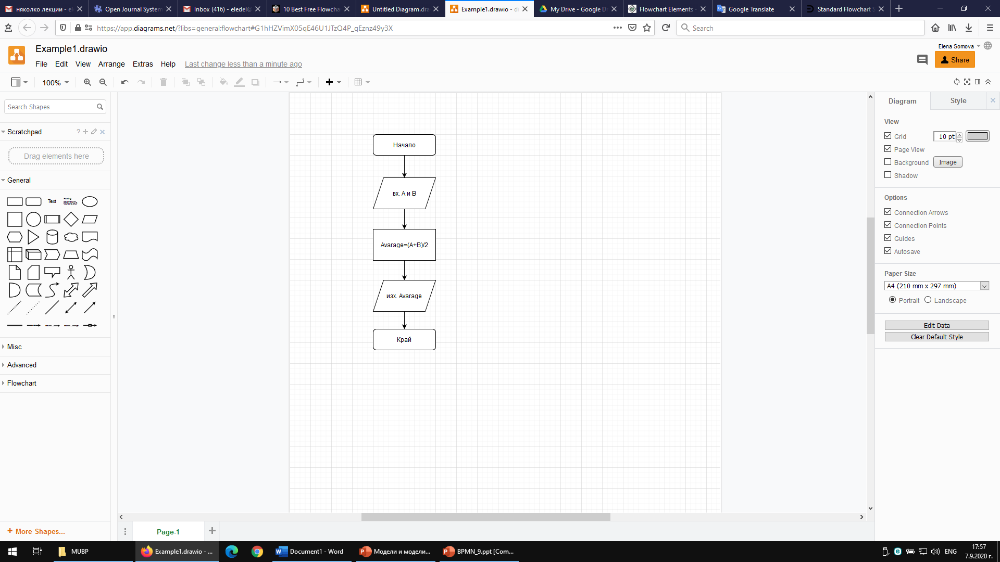 няколко лекции - el
Open Journal System
Inbox (416) - eledel@
10 Best Free Flowcha
Untitled Diagram.dra
Example1.drawio - d
My Drive - Google D
Flowchart Elements -
Google Translate
Standard Flowchart S
https://app.diagrams.net/?libs=general;flowchart#G1hHZVimX05qE46U1JTzQ4P_qEznz49y3X
Search
Example1.drawio
Elena Somova
File Edit View Arrange Extras Help Last change less than a minute ago
Share
100%
Search Shapes
Scratchpad
?
Drag elements here
General
Text
Heading
Misc
Advanced
Flowchart
+ More Shapes...
Начало
вх. A и B
Avarage=(A+B)/2
изх. Avarage
Край
Page-1
Diagram Style
View
Grid 10 pt
Page View
Background Image
Shadow
Options
Connection Arrows
Connection Points
Guides
Autosave
Paper Size
A4 (210 mm x 297 mm)
Portrait Landscape
Edit Data
Clear Default Style
MUBP
Example1.drawio - ...
Document1 - Word
Модели и модели...
BPMN_9.ppt [Com...
ENG
17:57
7.9.2020 г.